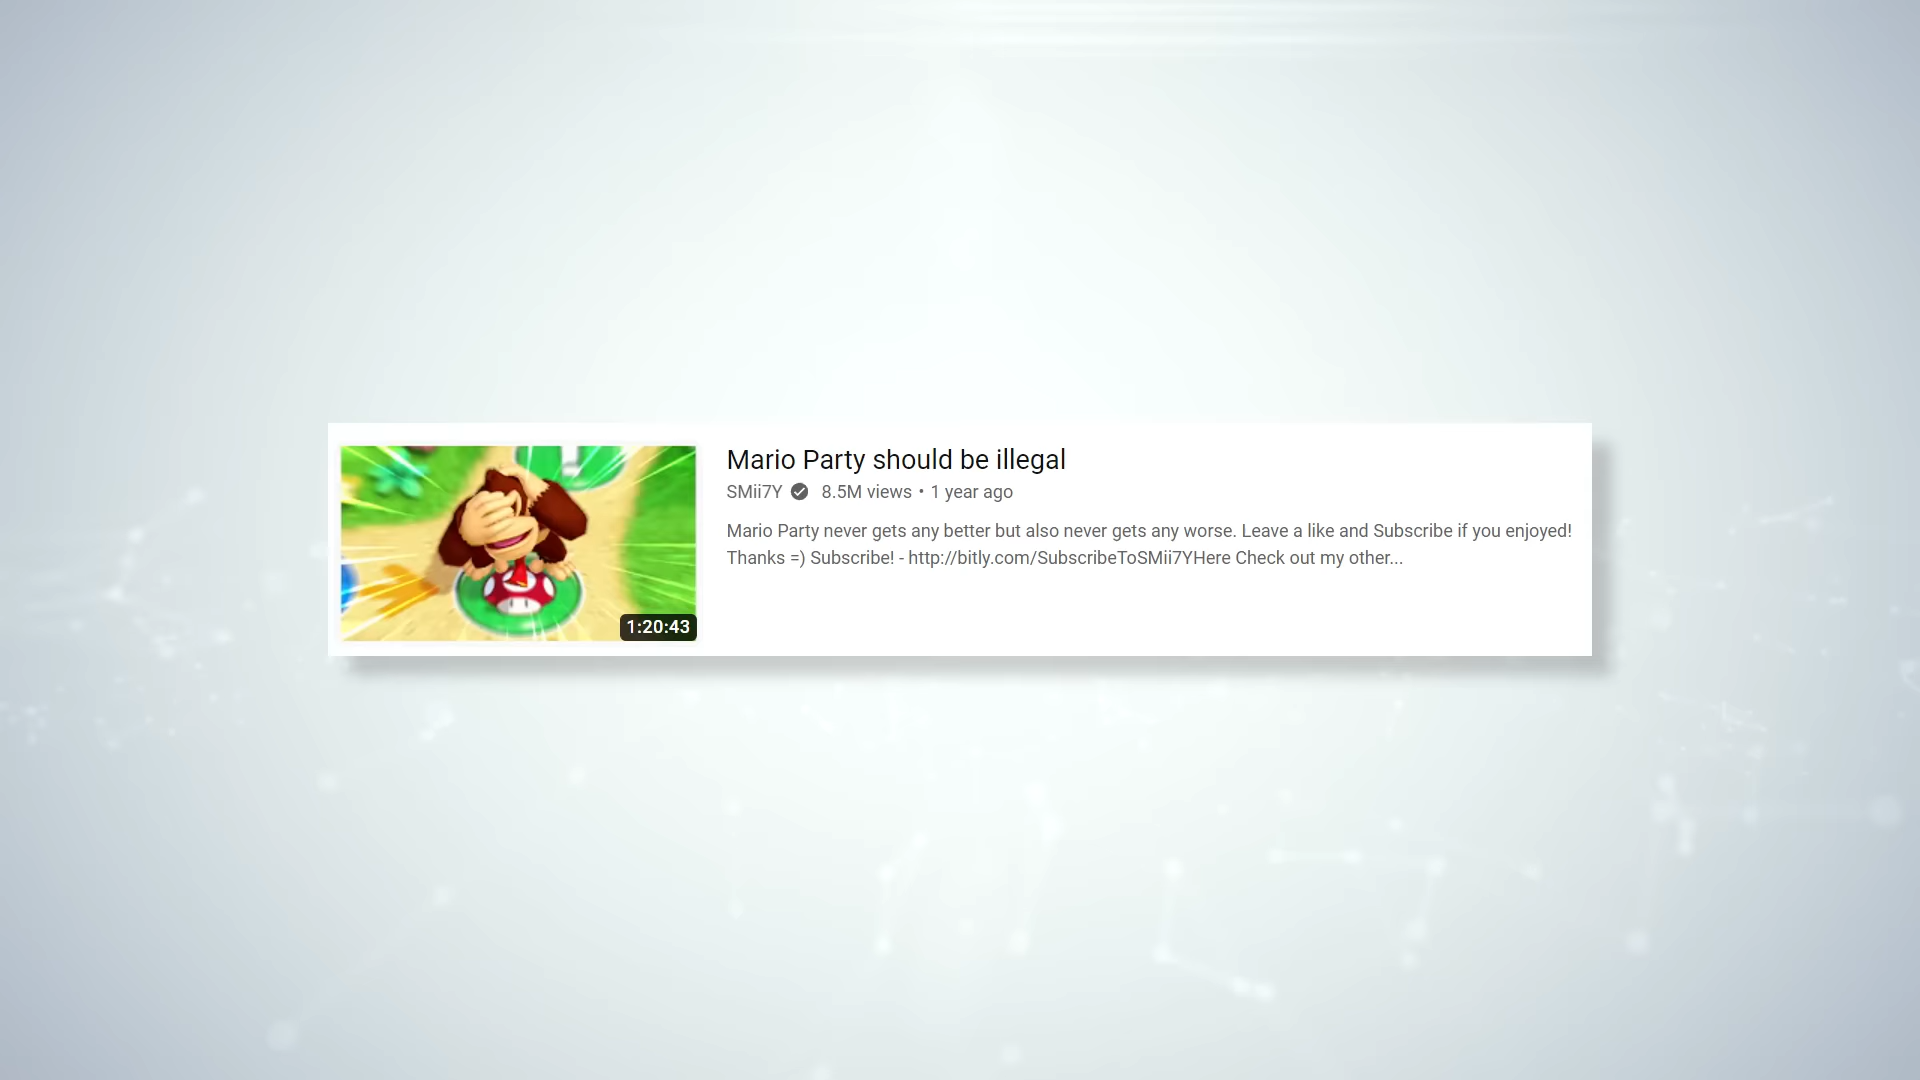 Mario Party should be illegal
SMii7Y 8.5M views • 1 year ago
Mario Party never gets any better but also never gets any worse. Leave a like and Subscribe if you enjoyed!
Thanks =) Subscribe! - http://bitly.com/SubscribeToSMii7YHere Check out my other...
1:20:43